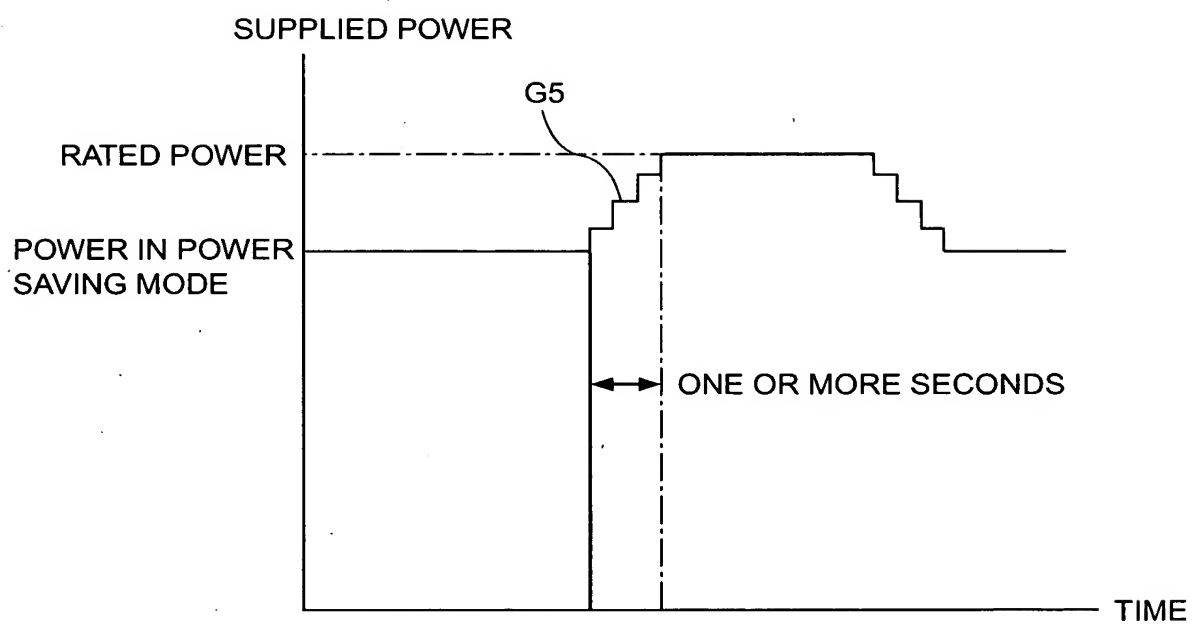 SUPPLIED POWER
G5
RATED POWER
POWER IN POWER
SAVING MODE
ONE OR MORE SECONDS
TIME